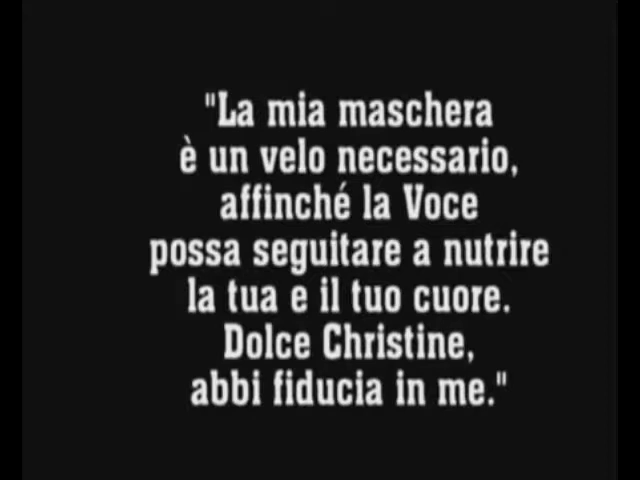 "La mia maschera
è un velo necessario,
affinché la Voce
possa seguitare a nutrire
la tua e il tuo cuore.
Dolce Christine,
abbi fiducia in me."